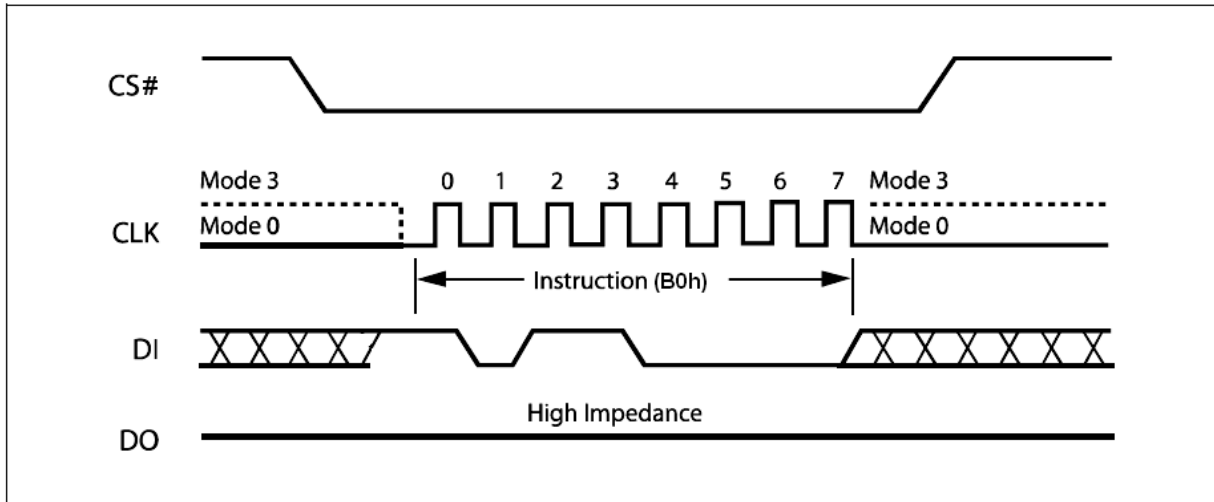 CS#
Mode 3 0 1 2 3 4 5 6 7 Mode 3
CLK Mode 0 Mode 0
Instruction (B0h)
DI
High Impedance
DO